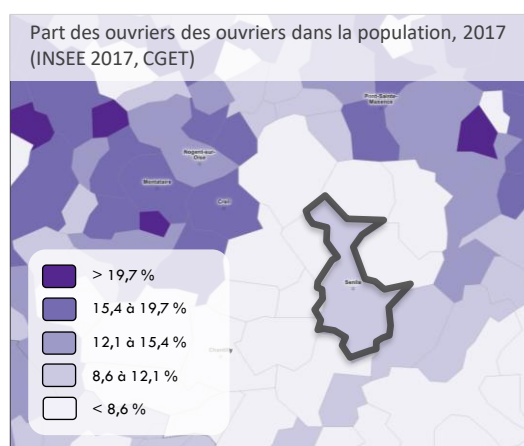 Part des ouvriers des ouvriers dans la population, 2017
(INSEE 2017, CGET)
Pont-Sainte-
Maxence
Nogent-sur-
Oise
Montataire
Creil
Senlis
Chantilly
> 19,7 %
15,4 à 19,7 %
12,1 à 15,4 %
8,6 à 12,1 %
< 8,6 %